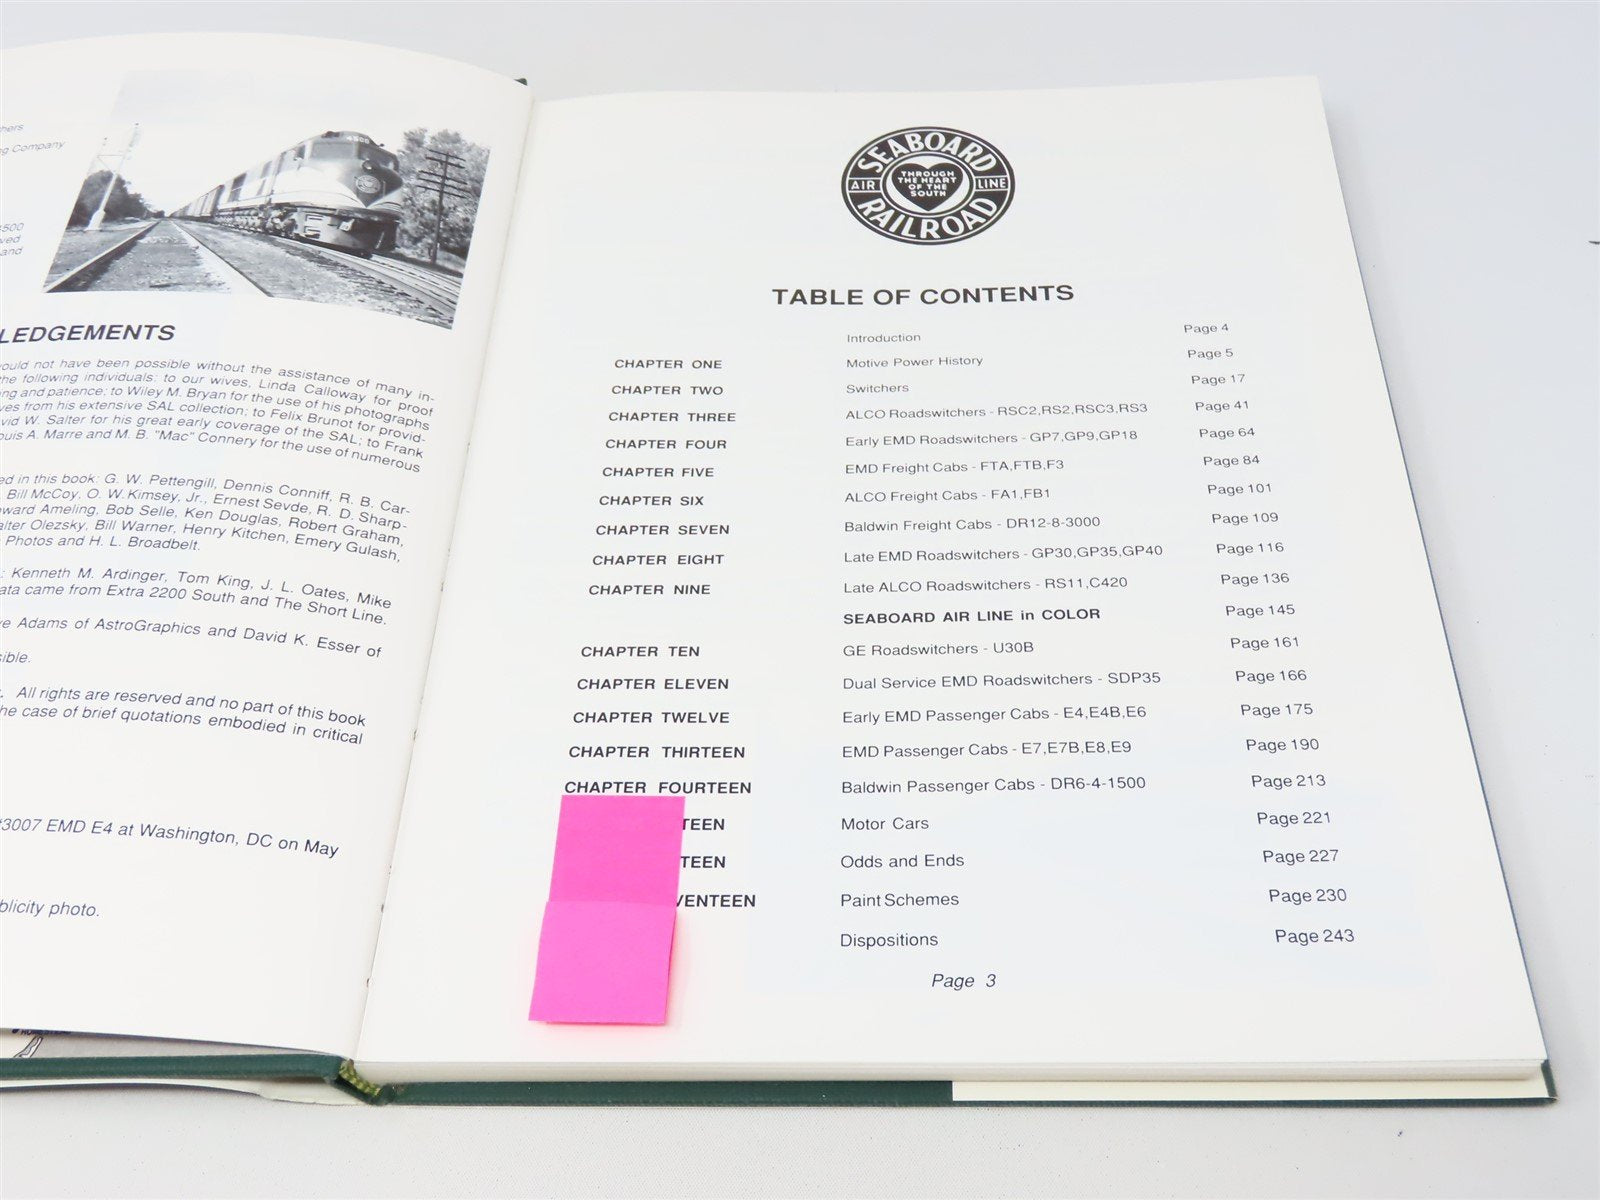 hers
ng Company
4500
ved
and
LEDGEMENTS
ould not have been possible without the assistance of many in-
the following individuals: to our wives, Linda Calloway for proof
ng and patience; to Wiley M. Bryan for the use of his photographs
ves from his extensive SAL collection; to Felix Brunot for provid-
vid W. Salter for his great early coverage of the SAL; to Frank
ouis A. Marre and M. B. "Mac" Connery for the use of numerous
ed in this book: G. W. Pettengill, Dennis Conniff, R. B. Car-
Bill McCoy, O. W. Kimsey, Jr., Ernest Sevde, R. D. Sharp-
oward Ameling, Bob Selle, Ken Douglas, Robert Graham,
alter Olezsky, Bill Warner, Henry Kitchen, Emery Gulash,
Photos and H. L. Broadbelt.
: Kenneth M. Ardinger, Tom King, J. L. Oates, Mike
ata came from Extra 2200 South and The Short Line.
ve Adams of AstroGraphics and David K. Esser of
sible.
. All rights are reserved and no part of this book
he case of brief quotations embodied in critical
#3007 EMD E4 at Washington, DC on May
blicity photo.
HOMESTEAD
SEABOARD
AIR LINE
RAILROAD
THROUGH
THE HEART
OF THE
SOUTH
TABLE OF CONTENTS
Introduction Page 4
CHAPTER ONE Motive Power History Page 5
CHAPTER TWO Switchers Page 17
CHAPTER THREE ALCO Roadswitchers - RSC2,RS2,RSC3,RS3 Page 41
CHAPTER FOUR Early EMD Roadswitchers - GP7,GP9,GP18 Page 64
CHAPTER FIVE EMD Freight Cabs - FTA,FTB,F3 Page 84
CHAPTER SIX ALCO Freight Cabs - FA1,FB1 Page 101
CHAPTER SEVEN Baldwin Freight Cabs - DR12-8-3000 Page 109
CHAPTER EIGHT Late EMD Roadswitchers - GP30,GP35,GP40 Page 116
CHAPTER NINE Late ALCO Roadswitchers - RS11,C420 Page 136
SEABOARD AIR LINE in COLOR Page 145
CHAPTER TEN GE Roadswitchers - U30B Page 161
CHAPTER ELEVEN Dual Service EMD Roadswitchers - SDP35 Page 166
CHAPTER TWELVE Early EMD Passenger Cabs - E4,E4B,E6 Page 175
CHAPTER THIRTEEN EMD Passenger Cabs - E7,E7B,E8,E9 Page 190
CHAPTER FOURTEEN Baldwin Passenger Cabs - DR6-4-1500 Page 213
TEEN Motor Cars Page 221
TEEN Odds and Ends Page 227
VENTEEN Paint Schemes Page 230
Dispositions Page 243
Page 3